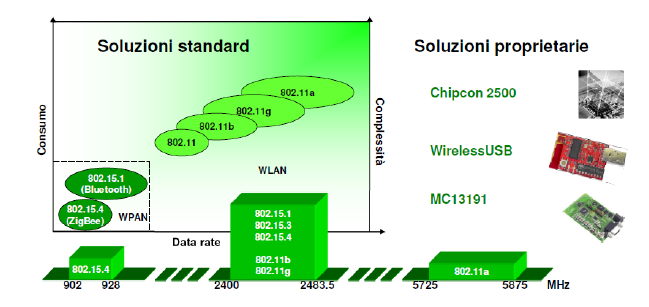 Soluzioni standard
Soluzioni proprietarie
Consumo
Complessità
802.11a
802.11g
802.11b
802.11
WLAN
802.15.1
(Bluetooth)
802.15.4
(ZigBee)
WPAN
Data rate
Chipcon 2500
WirelessUSB
MC13191
802.15.4
802.15.1
802.15.3
802.15.4
802.11b
802.11g
802.11a
902 928 2400 2483.5 5725 5875 MHz